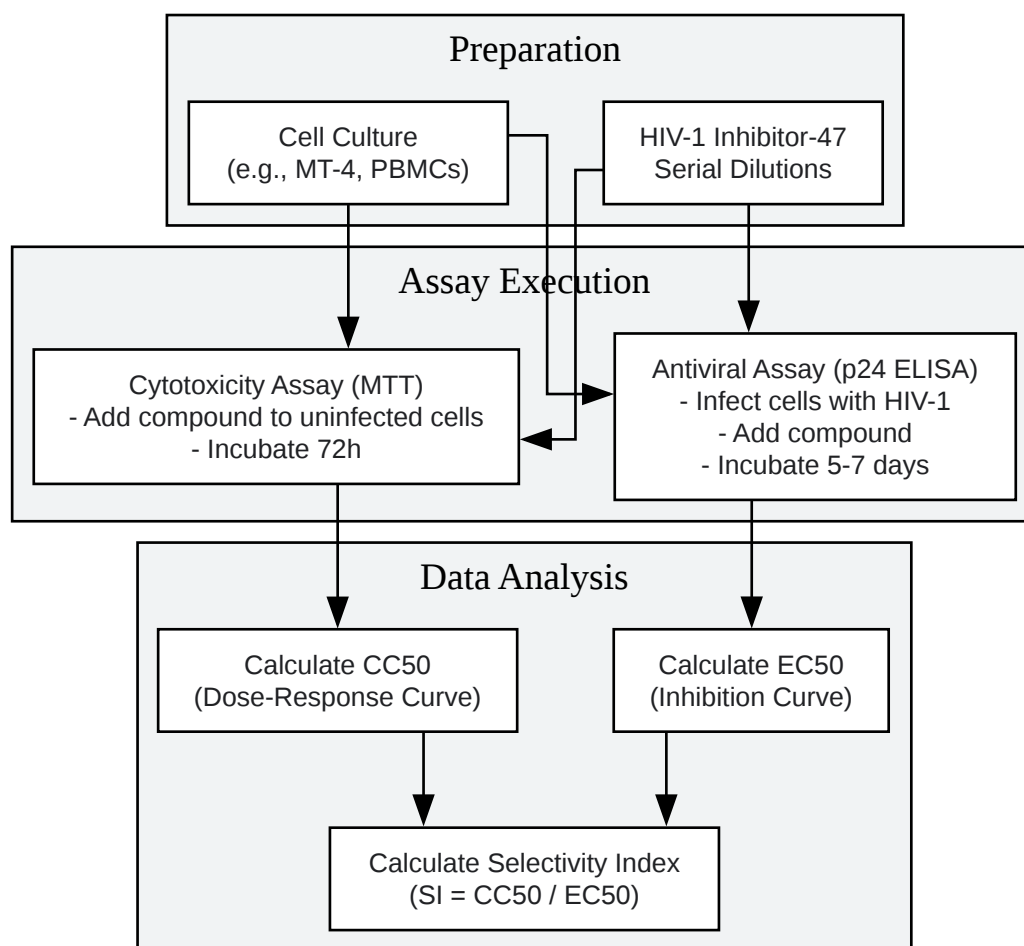 Preparation
Cell Culture
(e.g., MT-4, PBMCs)
HIV-1 Inhibitor-47
Serial Dilutions
Assay Execution
Cytotoxicity Assay (MTT)
- Add compound to uninfected cells
- Incubate 72h
Antiviral Assay (p24 ELISA)
- Infect cells with HIV-1
- Add compound
- Incubate 5-7 days
Data Analysis
Calculate CC50
(Dose-Response Curve)
Calculate EC50
(Inhibition Curve)
Calculate Selectivity Index
(SI = CC50 / EC50)